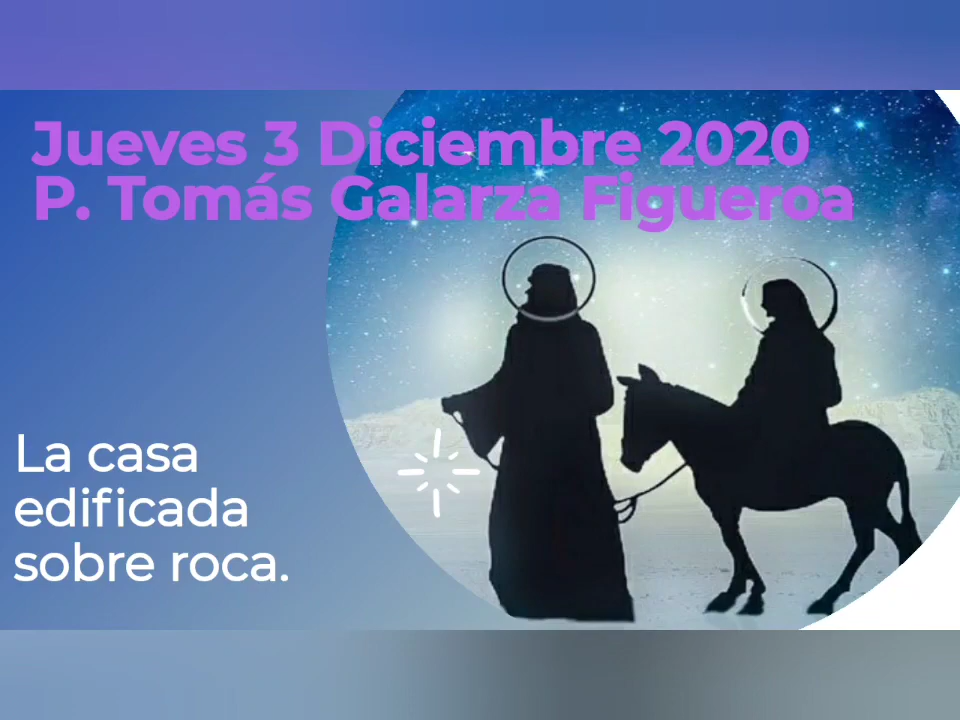 Jueves 3 Diciembre 2020
P. Tomás Galarza Figueroa
La casa
edificada
sobre roca.